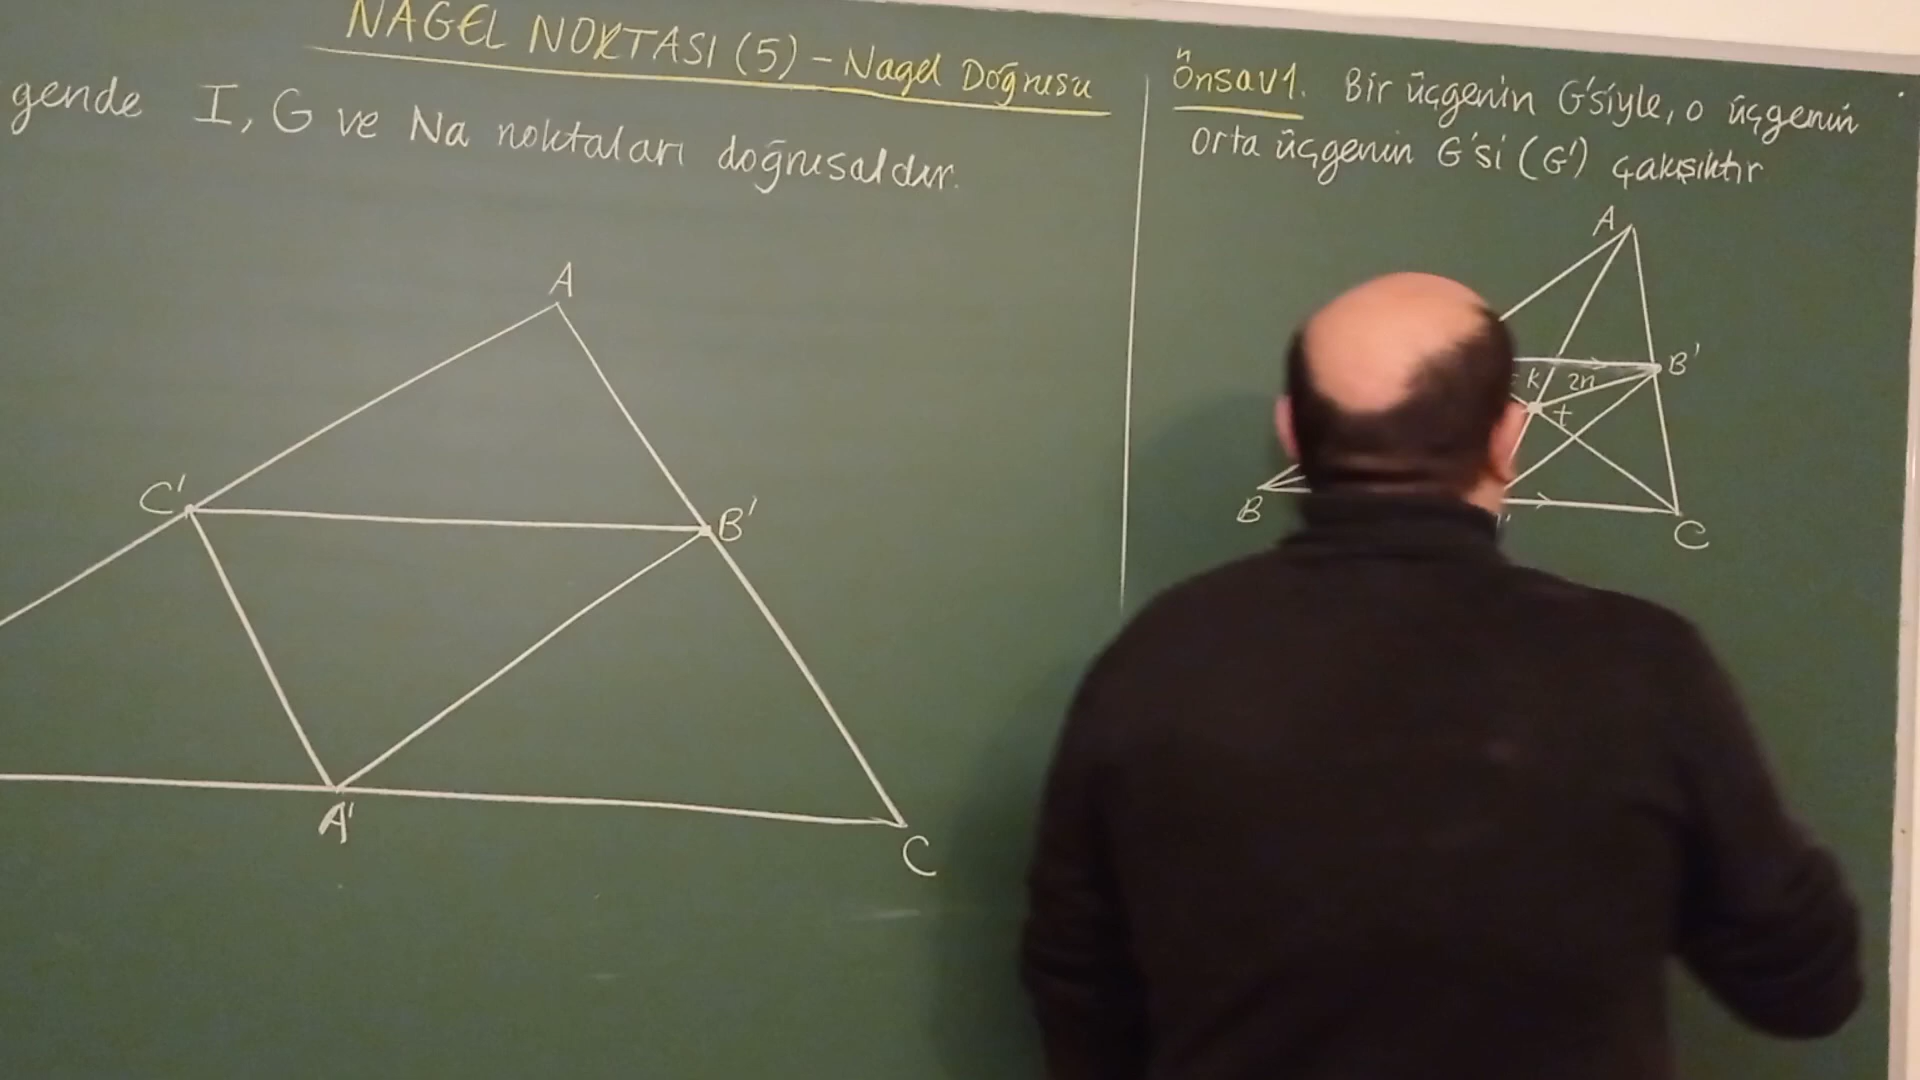 NAGEL NOKTASI (5) - Nagel Doğrusu
gende I, G ve Na noktaları doğrusaldır.
Önsav1. Bir üçgenin G'siyle, o üçgenin
orta üçgenin G'si (G') çakışıktır
A
C'
B'
A'
C
A
B'
k
2n
t
B
C